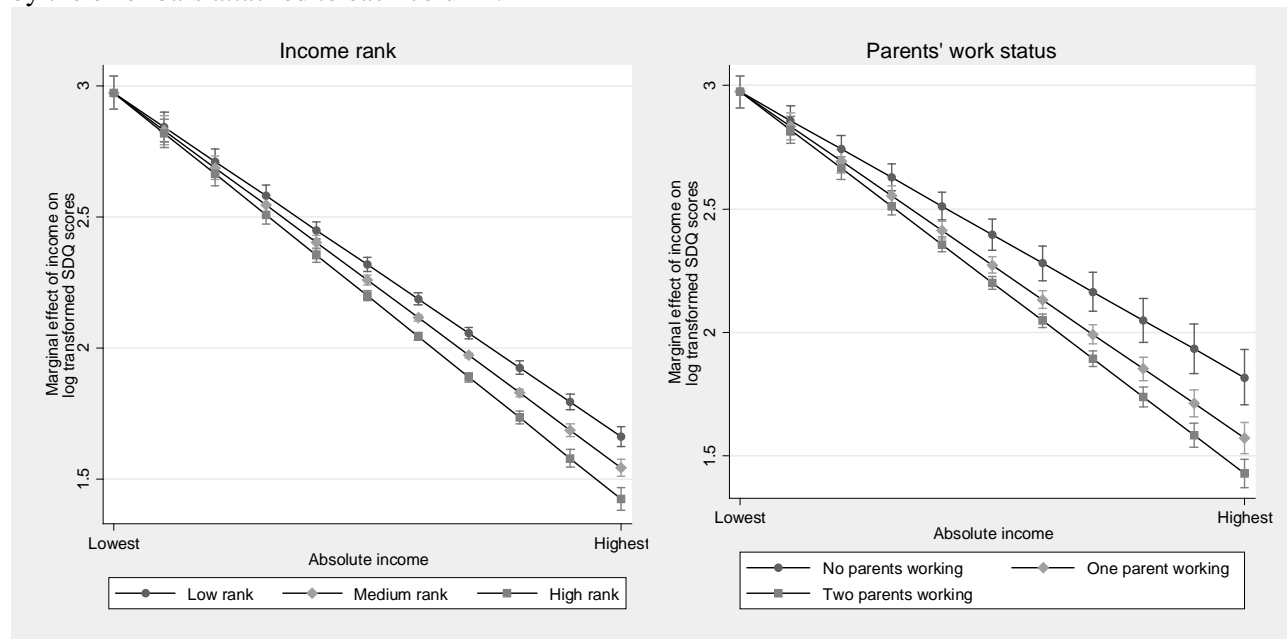 Income rank
Marginal effect of income on
log transformed SDQ scores
3
2.5
2
1.5
Lowest
Highest
Absolute income
Low rank
Medium rank
High rank
Parents' work status
Marginal effect of income on
log transformed SDQ scores
3
2.5
2
1.5
Lowest
Highest
Absolute income
No parents working
One parent working
Two parents working